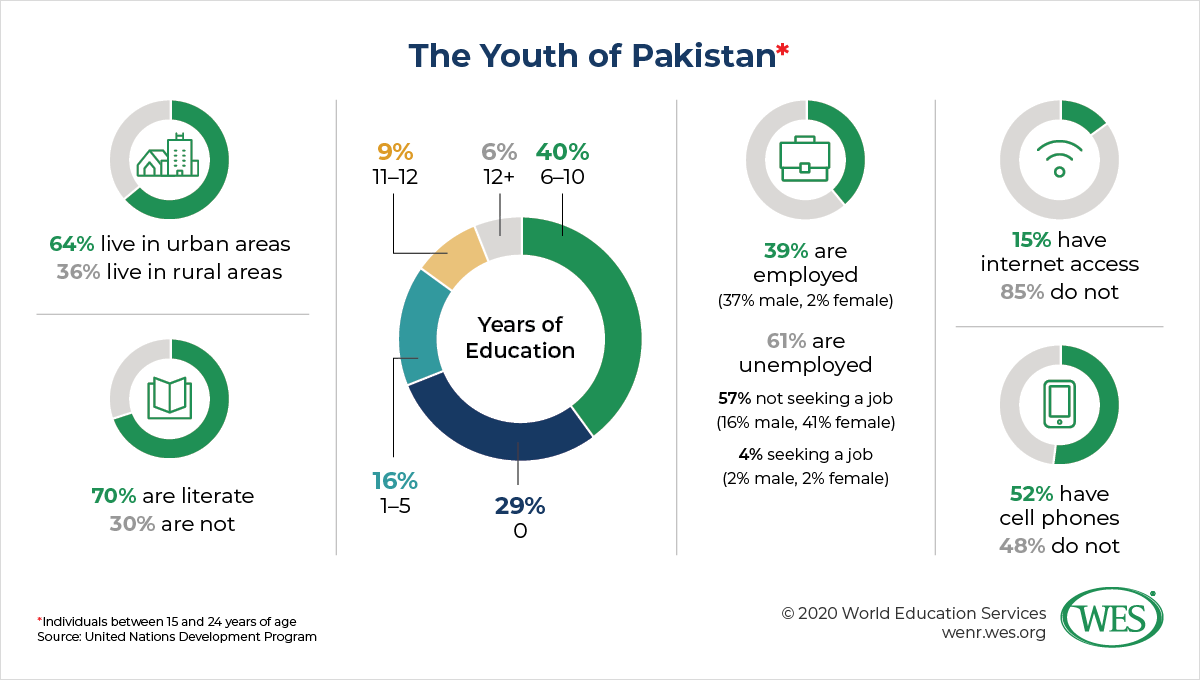 The Youth of Pakistan*
64% live in urban areas
36% live in rural areas
70% are literate
30% are not
9%
11–12
6%
12+
40%
6–10
Years of
Education
16%
1–5
29%
0
39% are
employed
(37% male, 2% female)
61% are
unemployed
57% not seeking a job
(16% male, 41% female)
4% seeking a job
(2% male, 2% female)
15% have
internet access
85% do not
52% have
cell phones
48% do not
*Individuals between 15 and 24 years of age
Source: United Nations Development Program
© 2020 World Education Services
wenr.wes.org
WES